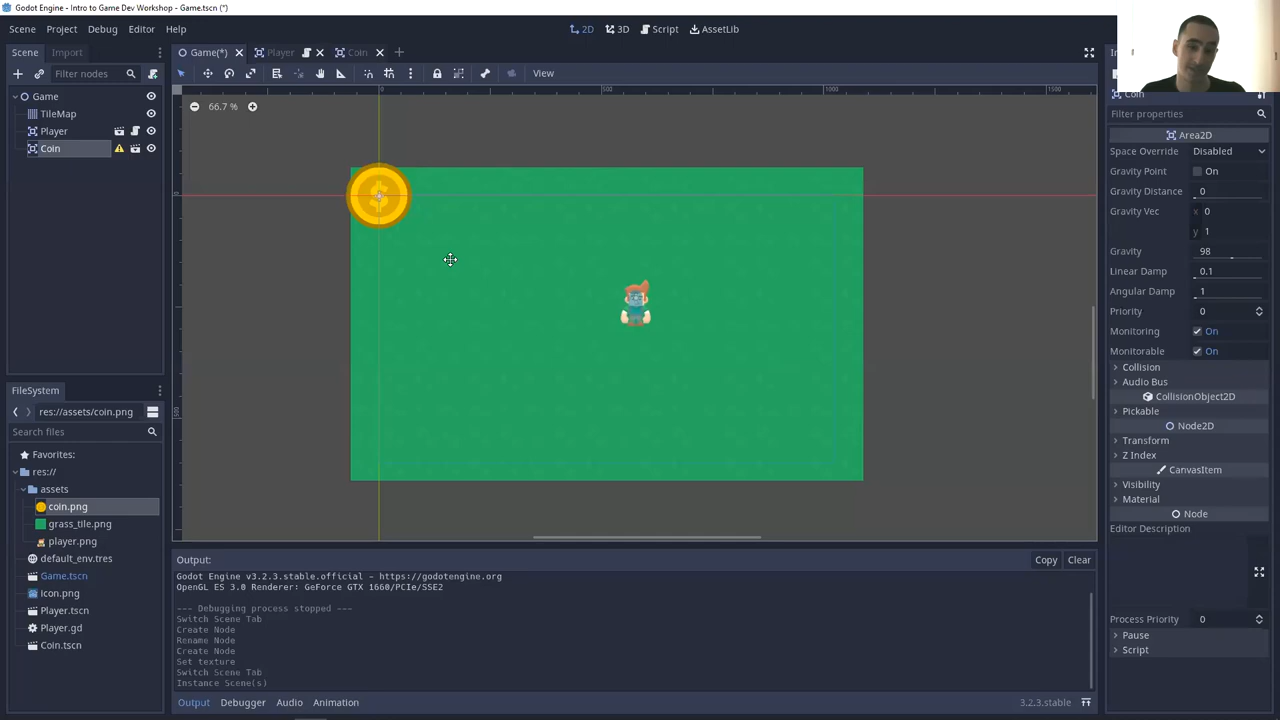 Godot Engine - Intro to Game Dev Workshop - Game.tscn (*)
Scene Project Debug Editor Help
2D 3D Script AssetLib
Scene Import
Game(*) Player Coin
Filter nodes
View
Game
TileMap
Player
Coin
66.7 %
0 500 1000 1500
0
500
$
FileSystem
res://assets/coin.png
Search files
Favorites:
res://
assets
coin.png
grass_tile.png
player.png
default_env.tres
Game.tscn
icon.png
Player.tscn
Player.gd
Coin.tscn
Output:
Copy Clear
Godot Engine v3.2.3.stable.official - https://godotengine.org
OpenGL ES 3.0 Renderer: GeForce GTX 1660/PCIe/SSE2
--- Debugging process stopped ---
Switch Scene Tab
Create Node
Rename Node
Create Node
Set texture
Switch Scene Tab
Instance Scene(s)
Output Debugger Audio Animation
3.2.3.stable
Coin
Filter properties
Area2D
Space Override Disabled
Gravity Point On
Gravity Distance 0
Gravity Vec x 0
y 1
Gravity 98
Linear Damp 0.1
Angular Damp 1
Priority 0
Monitoring On
Monitorable On
Collision
Audio Bus
CollisionObject2D
Pickable
Node2D
Transform
Z Index
CanvasItem
Visibility
Material
Node
Editor Description
Process Priority 0
Pause
Script